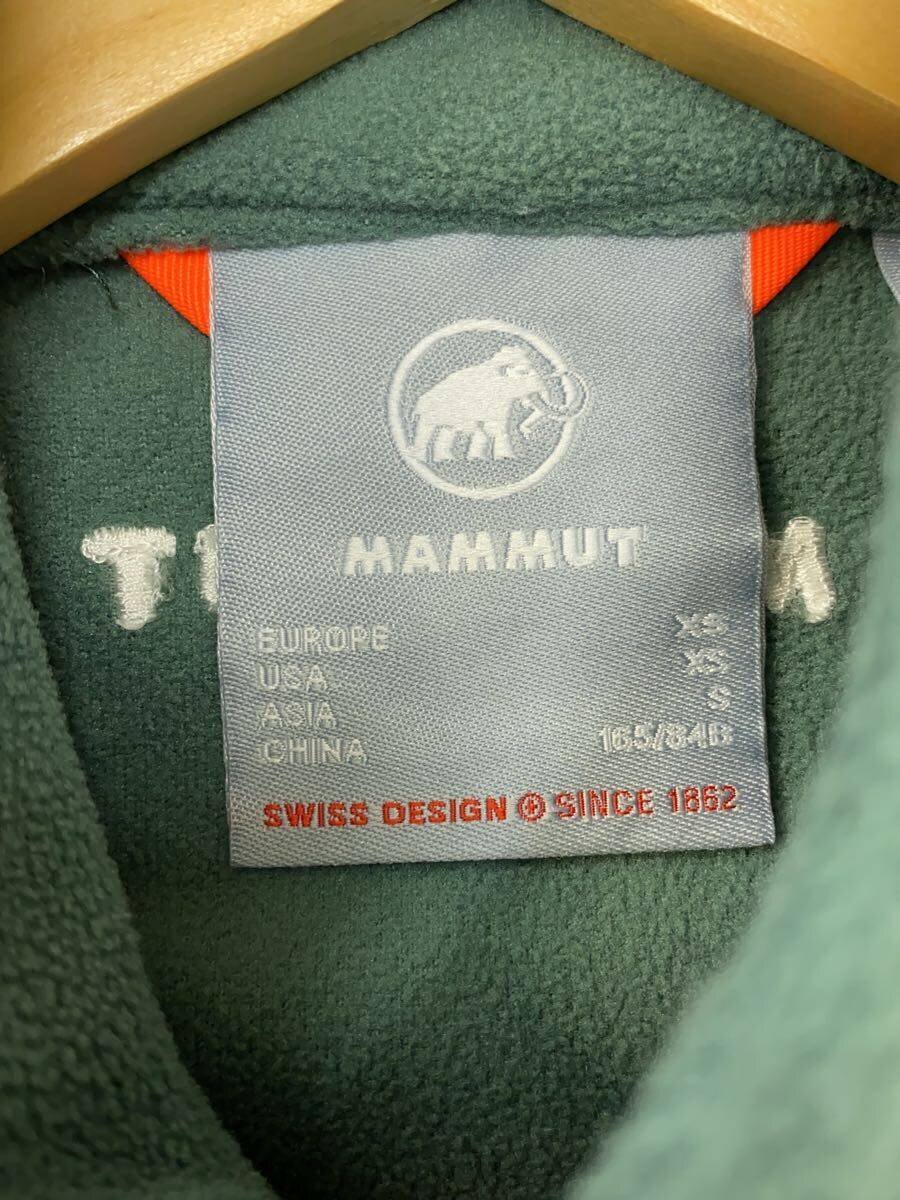 MAMMUT
EUROPE XS
USA XS
ASIA S
CHINA 165/84B
SWISS DESIGN SINCE 1862